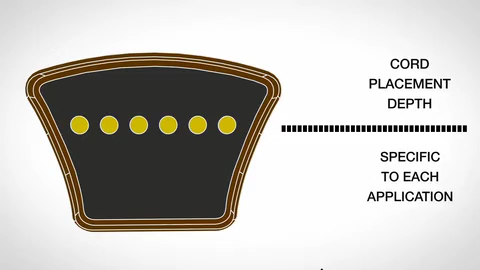 CORD
PLACEMENT
DEPTH
SPECIFIC
TO EACH
APPLICATION